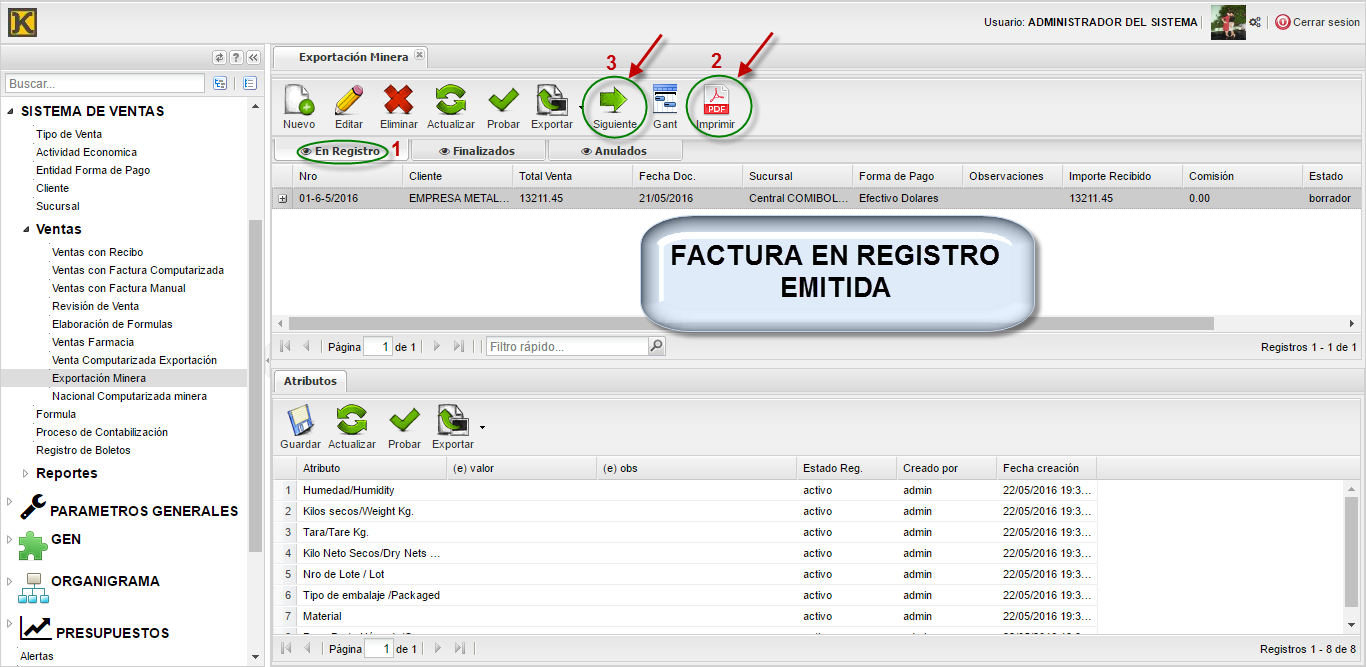 K
Usuario: ADMINISTRADOR DEL SISTEMA
Cerrar sesion
?
Buscar...
SISTEMA DE VENTAS
Tipo de Venta
Actividad Economica
Entidad Forma de Pago
Cliente
Sucursal
Ventas
Ventas con Recibo
Ventas con Factura Computarizada
Ventas con Factura Manual
Revisión de Venta
Elaboración de Formulas
Ventas Farmacia
Venta Computarizada Exportación
Exportación Minera
Nacional Computarizada minera
Formula
Proceso de Contabilización
Registro de Boletos
Reportes
PARAMETROS GENERALES
GEN
ORGANIGRAMA
PRESUPUESTOS
Alertas
Exportación Minera
3
2
PDF
Nuevo Editar Eliminar Actualizar Probar Exportar Siguiente Gant Imprimir
En Registro 1 Finalizados Anulados
Nro Cliente Total Venta Fecha Doc. Sucursal Forma de Pago Observaciones Importe Recibido Comisión Estado
01-6-5/2016 EMPRESA METAL... 13211.45 21/05/2016 Central COMIBOL... Efectivo Dolares 13211.45 0.00 borrador
FACTURA EN REGISTRO
EMITIDA
Página 1 de 1 Filtro rápido... Registros 1 - 1 de 1
Atributos
Guardar Actualizar Probar Exportar
Atributo (e) valor (e) obs Estado Reg. Creado por Fecha creación
1 Humedad/Humidity activo admin 22/05/2016 19:3...
2 Kilos secos/Weight Kg. activo admin 22/05/2016 19:3...
3 Tara/Tare Kg. activo admin 22/05/2016 19:3...
4 Kilo Neto Secos/Dry Nets ... activo admin 22/05/2016 19:3...
5 Nro de Lote / Lot activo admin 22/05/2016 19:3...
6 Tipo de embalaje /Packaged activo admin 22/05/2016 19:3...
7 Material activo admin 22/05/2016 19:3...
Página 1 de 1 Registros 1 - 8 de 8